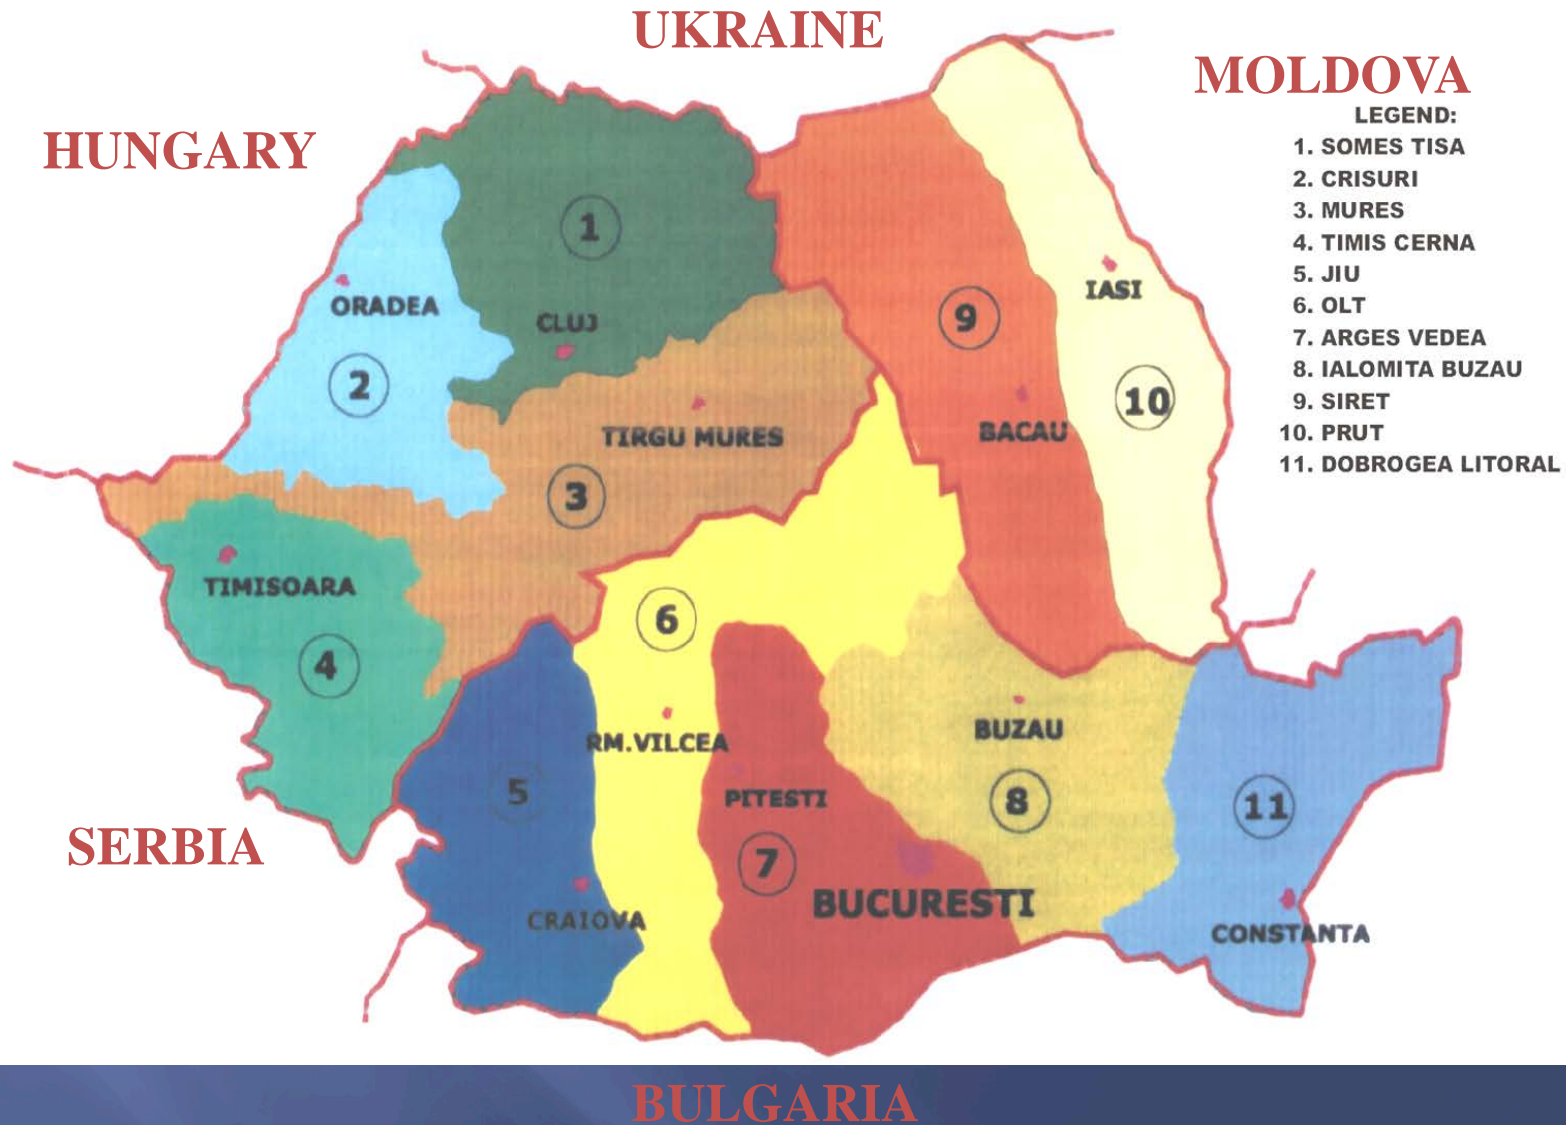 UKRAINE
MOLDOVA
HUNGARY
LEGEND:
1. SOMES TISA
2. CRISURI
3. MURES
4. TIMIS CERNA
5. JIU
6. OLT
7. ARGES VEDEA
8. IALOMITA BUZAU
9. SIRET
10. PRUT
11. DOBROGEA LITORAL
1
ORADEA
CLUJ
2
9
IASI
10
BACAU
TIRGU MURES
3
TIMISOARA
4
6
RM.VILCEA
BUZAU
5
PITESTI
8
11
SERBIA
7
BUCURESTI
CRAIOVA
CONSTANTA
BULGARIA